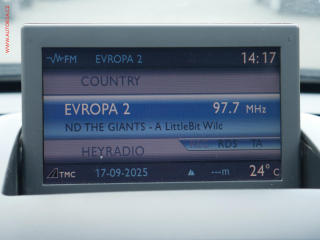 FM EVROPA 2 14:17
COUNTRY
EVROPA 2 97.7 MHz
ND THE GIANTS - A LittleBit Wild
HEYRADIO
RDS TA
TMC 17-09-2025 ---m 24° C